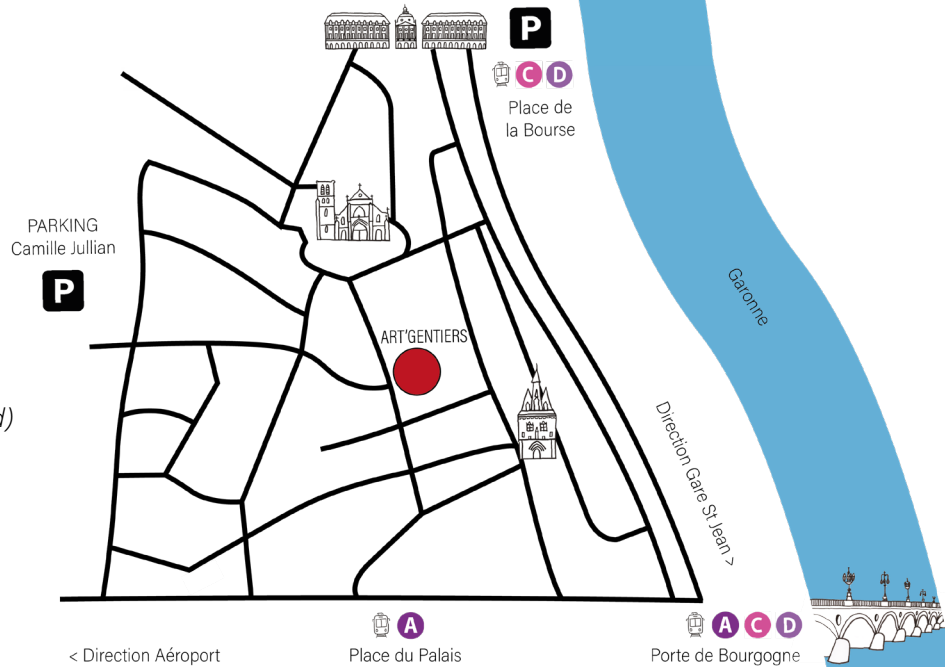 P
C D
Place de
la Bourse
PARKING
Camille Jullian
P
Garonne
ART'GENTIERS
d)
Direction Gare St Jean >
A
A C D
< Direction Aéroport
Place du Palais
Porte de Bourgogne